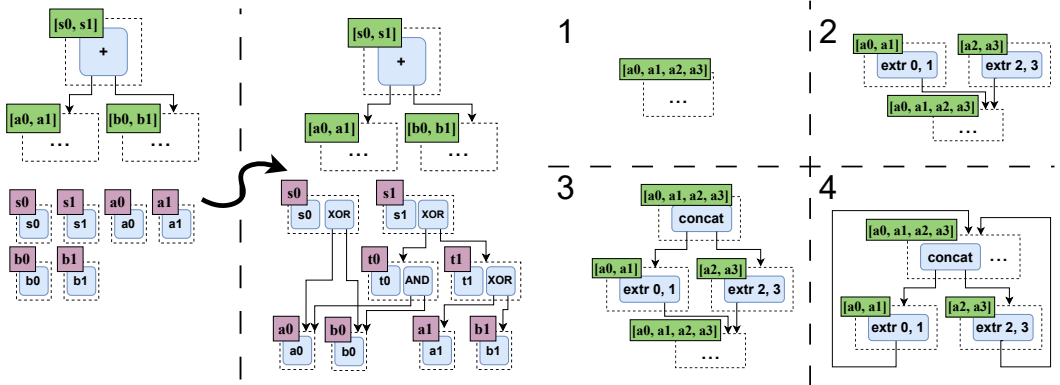 [s0, s1]
+
[a0, a1]
...
[b0, b1]
...
s0
s0
s1
s1
a0
a0
a1
a1
b0
b0
b1
b1
[s0, s1]
+
[a0, a1]
...
[b0, b1]
...
s0
s0
XOR
s1
s1
XOR
t0
t0
AND
t1
t1
XOR
a0
a0
b0
b0
a1
a1
b1
b1
1
[a0, a1, a2, a3]
...
2
[a0, a1]
extr 0, 1
[a2, a3]
extr 2, 3
[a0, a1, a2, a3]
...
3
[a0, a1, a2, a3]
concat
[a0, a1]
extr 0, 1
[a2, a3]
extr 2, 3
[a0, a1, a2, a3]
...
4
[a0, a1, a2, a3]
concat
...
[a0, a1]
extr 0, 1
[a2, a3]
extr 2, 3